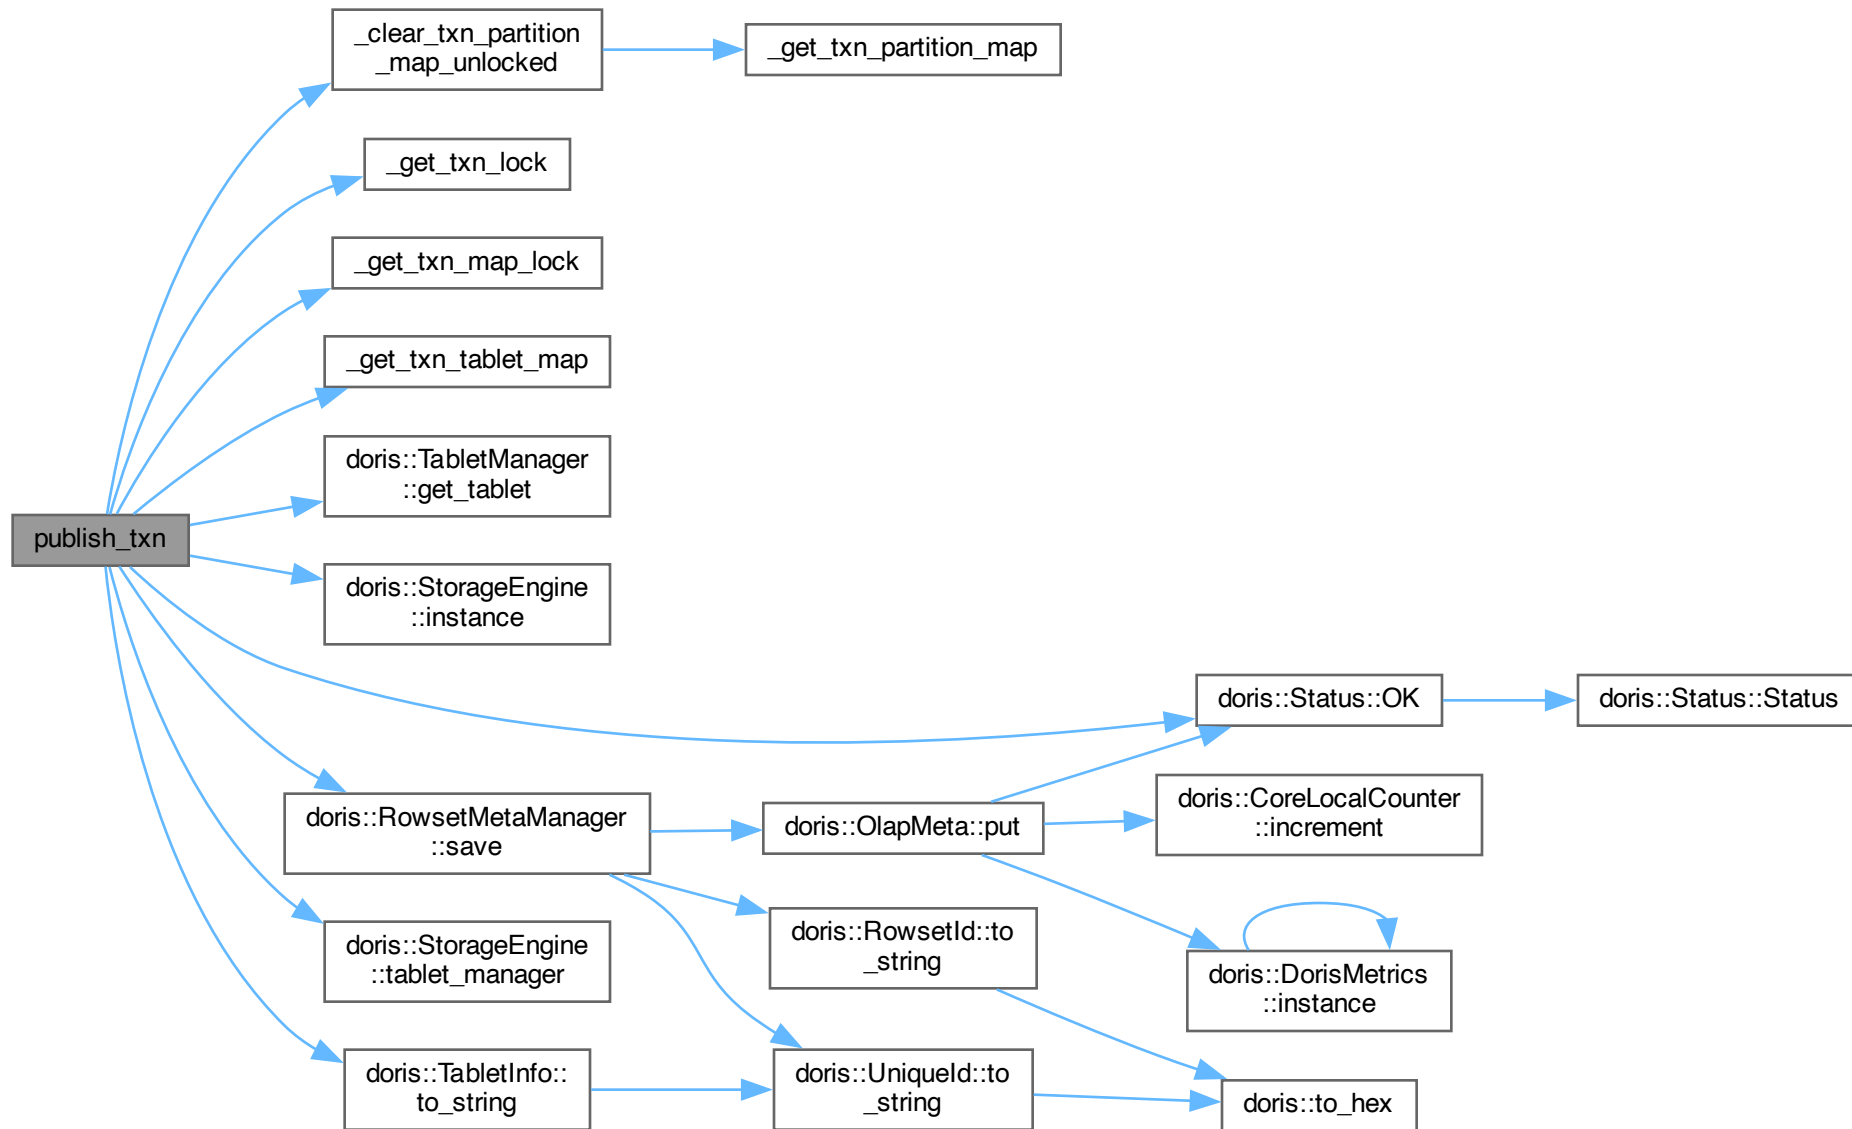 _clear_txn_partition
_map_unlocked
_get_txn_partition_map
_get_txn_lock
_get_txn_map_lock
_get_txn_tablet_map
doris::TabletManager
::get_tablet
publish_txn
doris::StorageEngine
::instance
doris::Status::OK
doris::Status::Status
doris::RowsetMetaManager
::save
doris::OlapMeta::put
doris::CoreLocalCounter
::increment
doris::StorageEngine
::tablet_manager
doris::RowsetId::to
_string
doris::DorisMetrics
::instance
doris::TabletInfo::
to_string
doris::UniqueId::to
_string
doris::to_hex